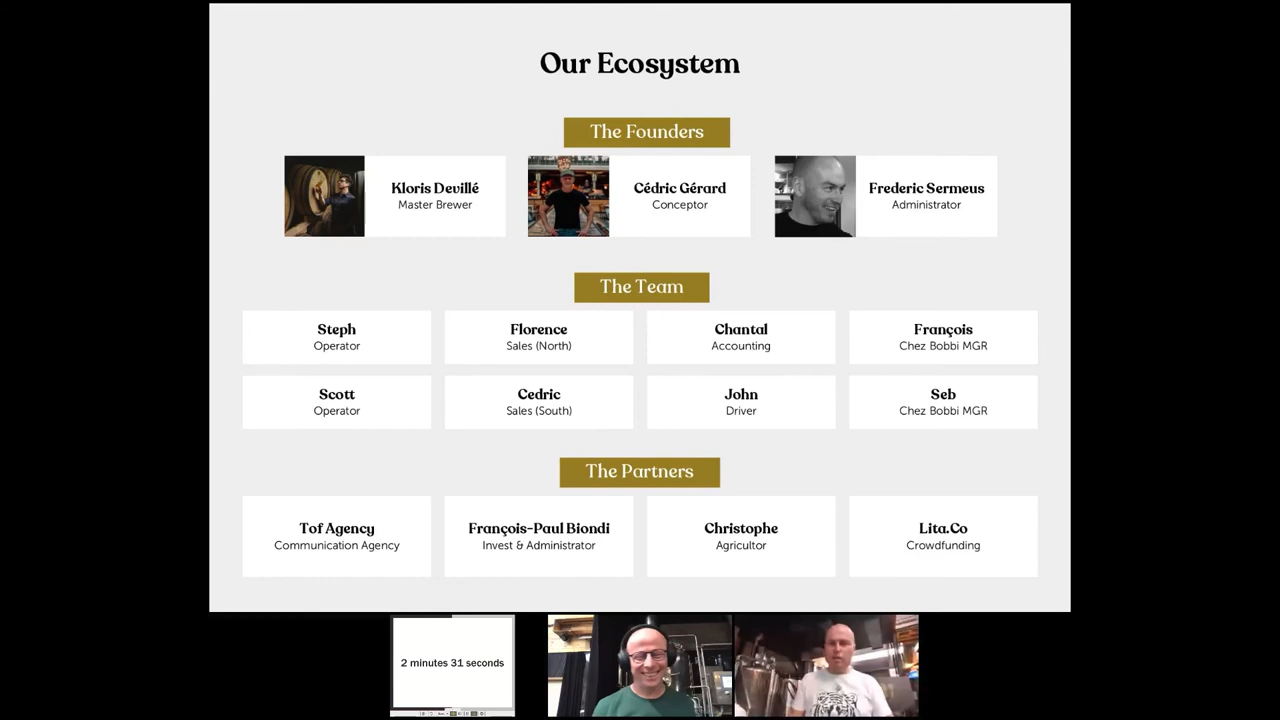 Our Ecosystem
The Founders
Kloris Devillé
Master Brewer
Cédric Gérard
Conceptor
Frederic Sermeus
Administrator
The Team
Steph
Operator
Florence
Sales (North)
Chantal
Accounting
François
Chez Bobbi MGR
Scott
Operator
Cedric
Sales (South)
John
Driver
Seb
Chez Bobbi MGR
The Partners
Tof Agency
Communication Agency
François-Paul Biondi
Invest & Administrator
Christophe
Agricultor
Lita.Co
Crowdfunding
2 minutes 31 seconds